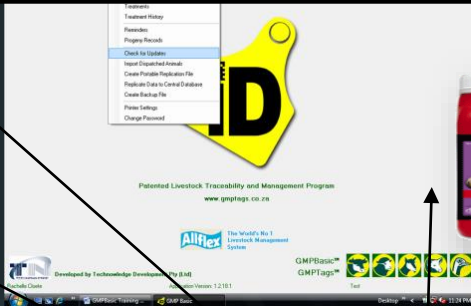 Treatments
Treatment History
Reminders
Progeny Records
Check for Updates
Import Dispatched Animals
Create Portable Replication File
Replicate Data to Central Database
Create Backup File
Printer Settings
Change Password
ID
Patented Livestock Traceability and Management Program
www.gmptags.co.za
Allflex
The World's No 1
Livestock Management
System
GMPBasic™
GMPTags™
Developed by Technowledge Development (Pty) Ltd)
Application Version: 1.2.18.1
Test
GMPBasic Training ...
GMP Basic
Desktop
11:24 PM